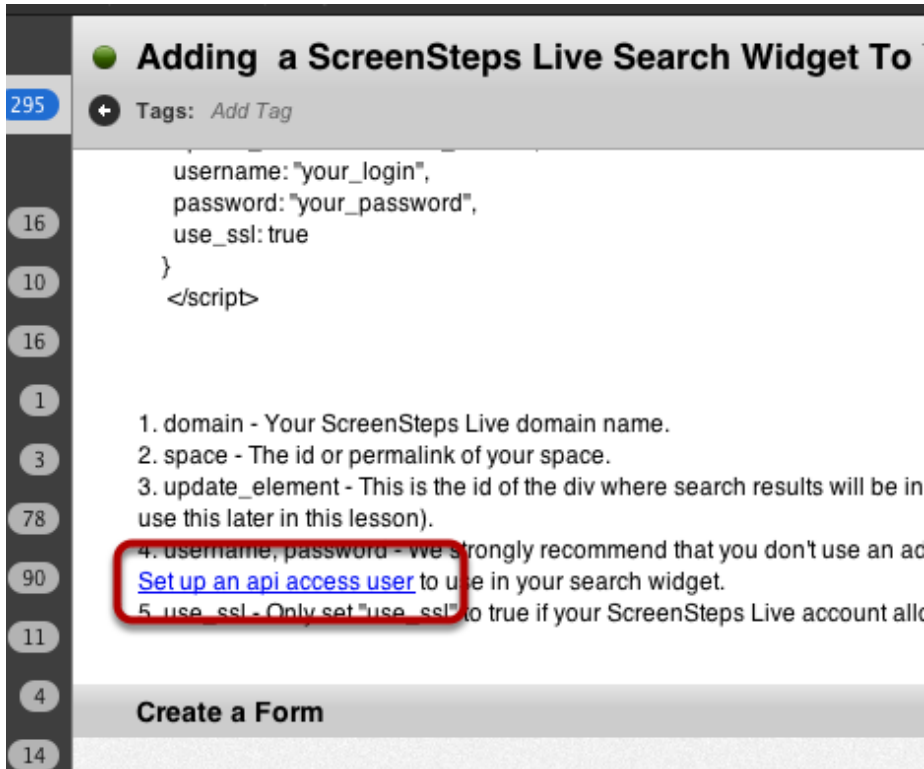 Adding a ScreenSteps Live Search Widget To
295
Tags: Add Tag
username: "your_login",
password: "your_password",
16
use_ssl: true
}
10
</script>
16
1
1. domain - Your ScreenSteps Live domain name.
2. space - The id or permalink of your space.
3
3. update_element - This is the id of the div where search results will be in
78
use this later in this lesson).
4. username, password - We strongly recommend that you don't use an ad
90
Set up an api access user to use in your search widget.
5. use_ssl - Only set "use_ssl" to true if your ScreenSteps Live account allo
11
4
Create a Form
14